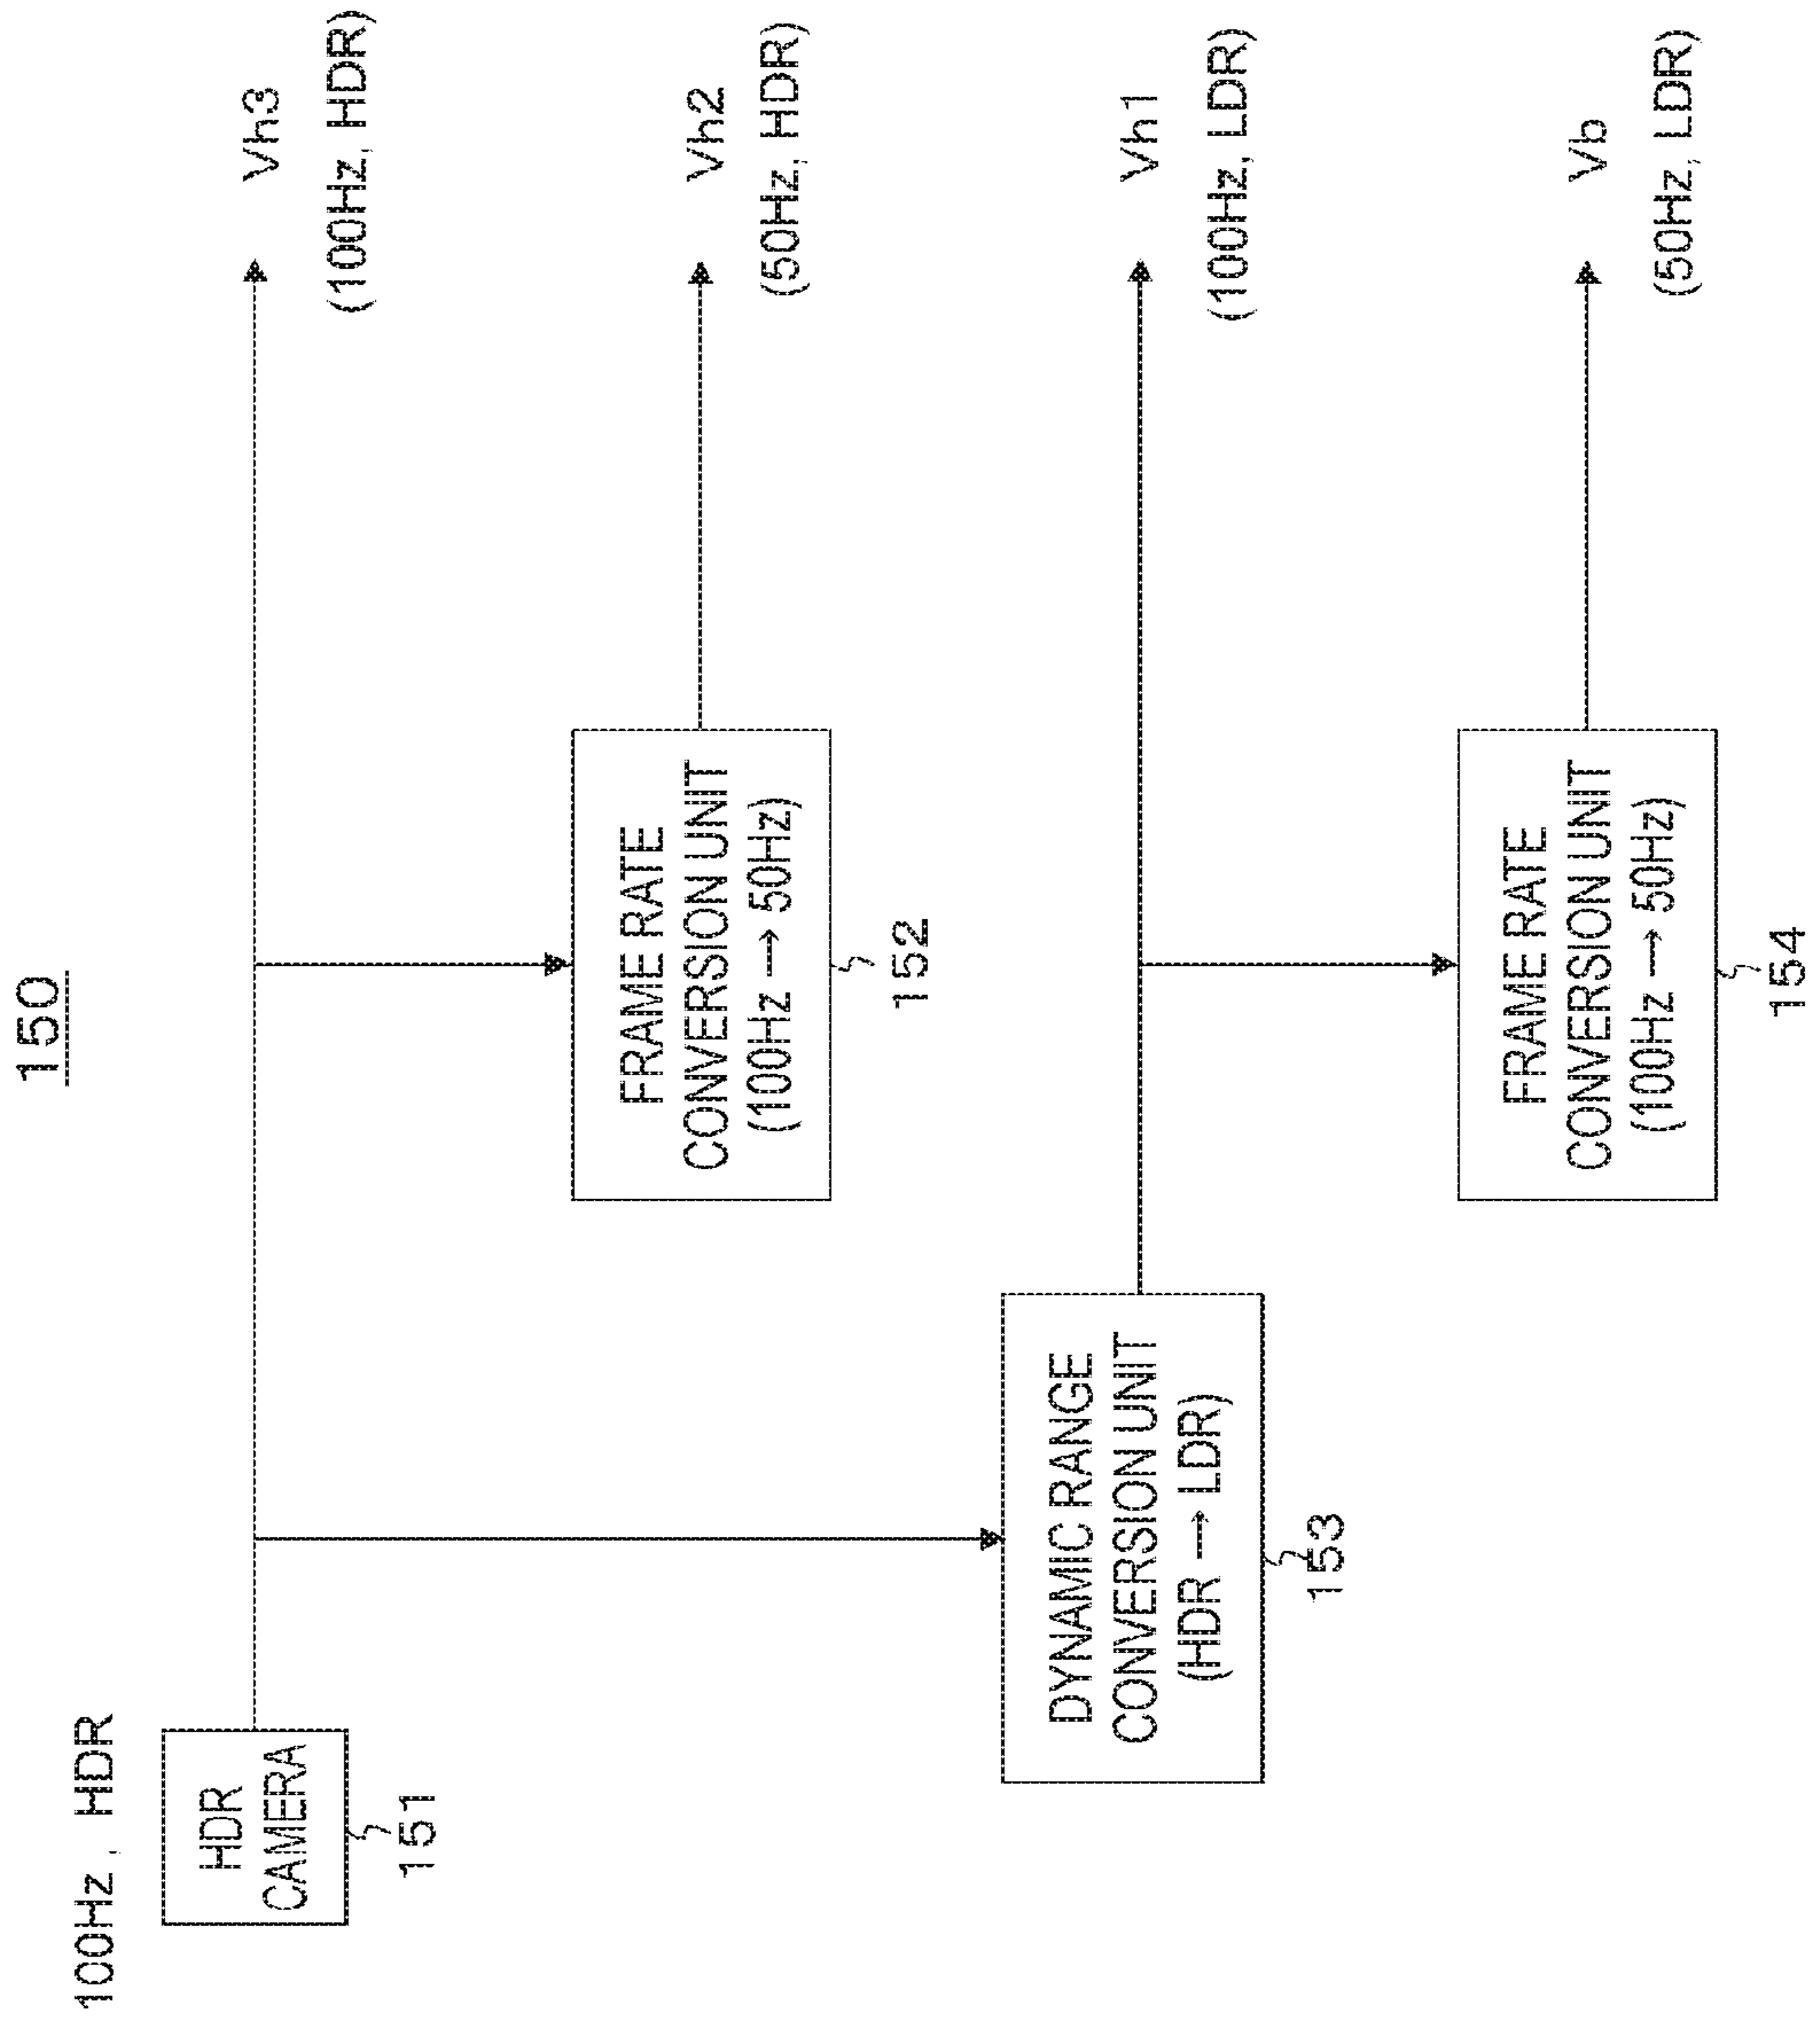 150
100Hz, HDR
HDR
CAMERA
151
Vh3
(100Hz, HDR)
FRAME RATE
CONVERSION UNIT
(100Hz → 50Hz)
152
Vh2
(50Hz, HDR)
DYNAMIC RANGE
CONVERSION UNIT
(HDR → LDR)
153
Vh1
(100Hz, LDR)
FRAME RATE
CONVERSION UNIT
(100Hz → 50Hz)
154
Vb
(50Hz, LDR)